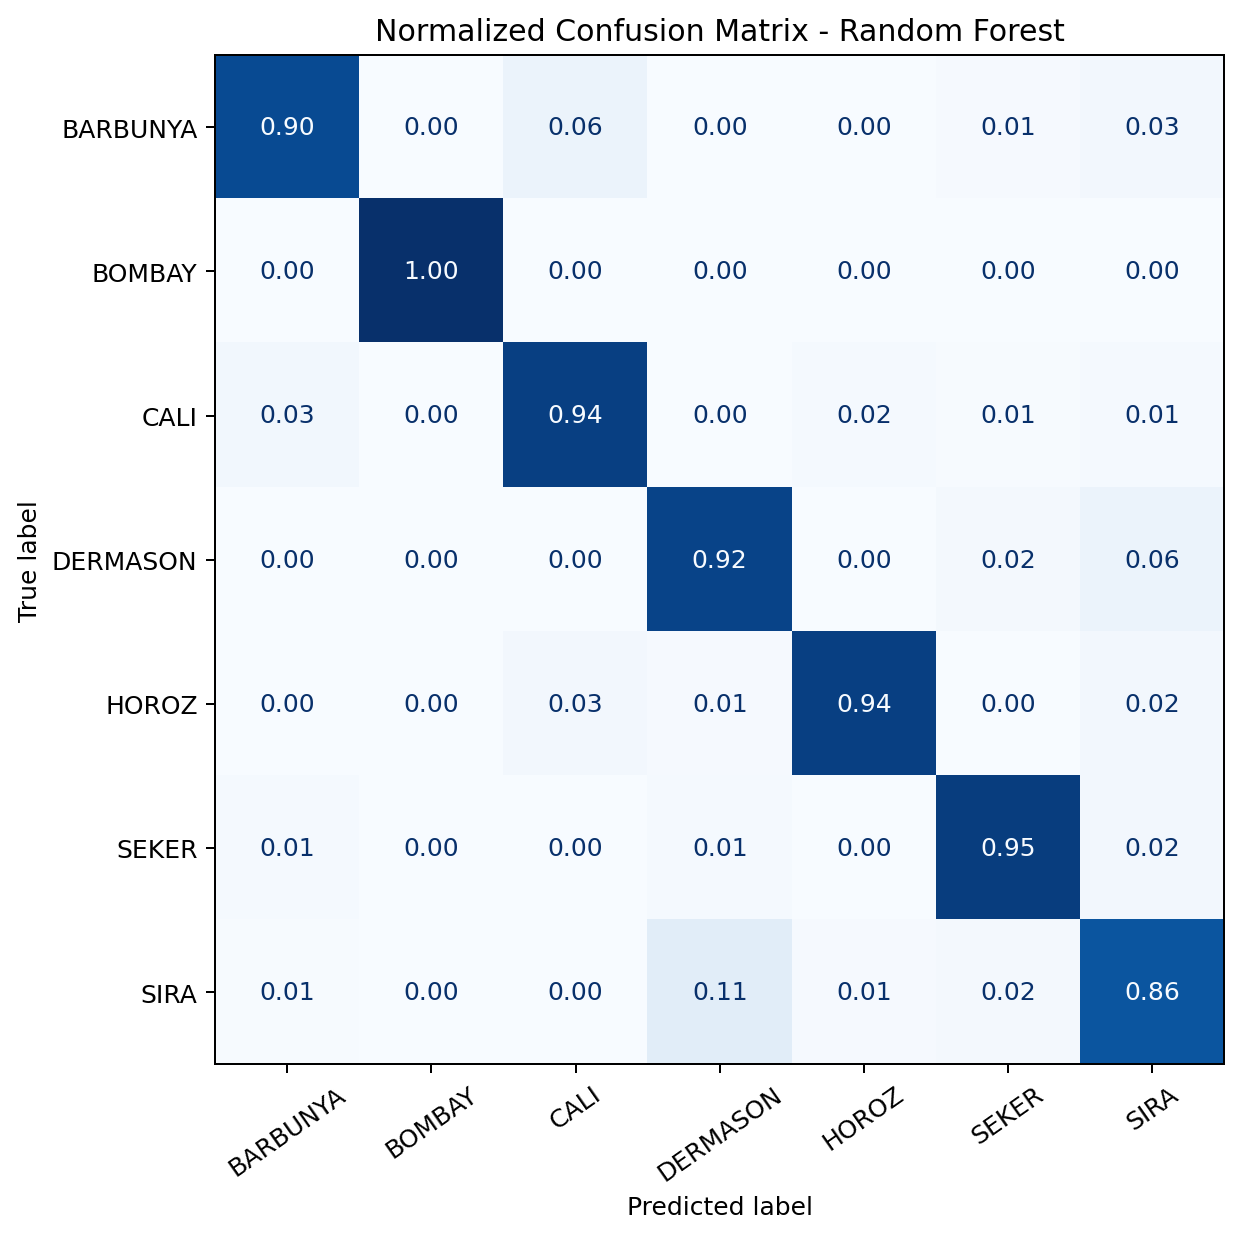 Normalized Confusion Matrix - Random Forest
BARBUNYA 0.90 0.00 0.06 0.00 0.00 0.01 0.03
BOMBAY 0.00 1.00 0.00 0.00 0.00 0.00 0.00
CALI 0.03 0.00 0.94 0.00 0.02 0.01 0.01
DERMASON 0.00 0.00 0.00 0.92 0.00 0.02 0.06
HOROZ 0.00 0.00 0.03 0.01 0.94 0.00 0.02
SEKER 0.01 0.00 0.00 0.01 0.00 0.95 0.02
SIRA 0.01 0.00 0.00 0.11 0.01 0.02 0.86
True label
BARBUNYA BOMBAY CALI DERMASON HOROZ SEKER SIRA
Predicted label